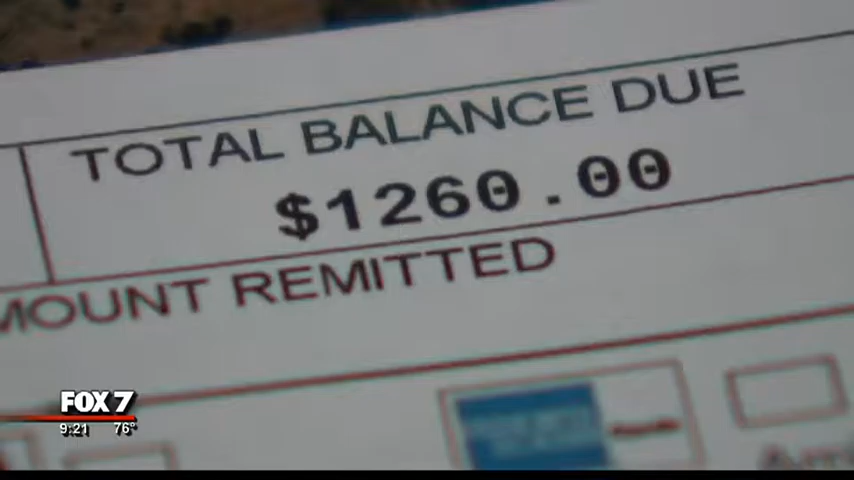 TOTAL BALANCE DUE
$1260.00
MOUNT REMITTED
FOX 7
9:21 76°